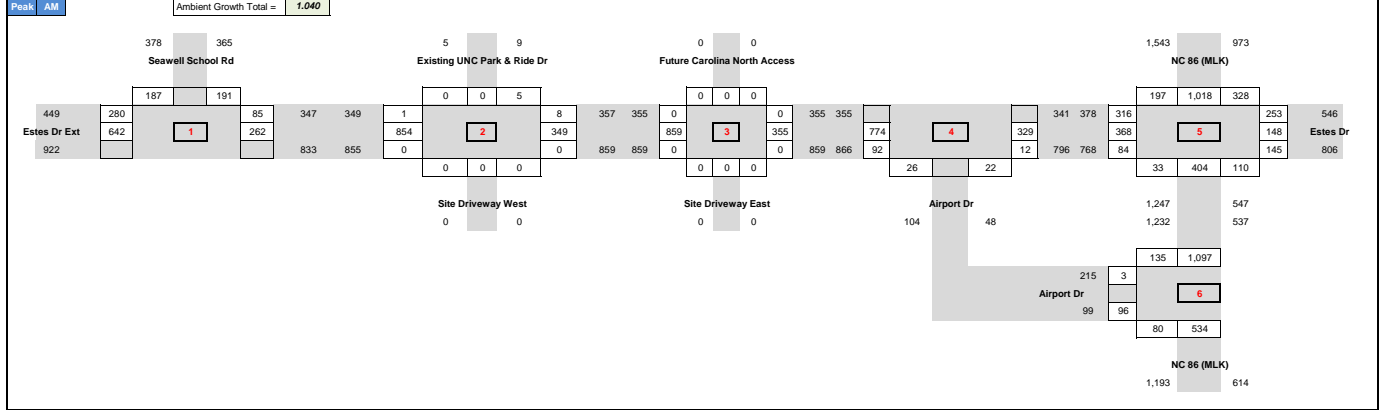 Peak AM Ambient Growth Total = 1.040
378 365 5 9 0 0 1,543 973
Seawell School Rd Existing UNC Park & Ride Dr Future Carolina North Access NC 86 (MLK)
187 191 0 0 5 0 0 0 197 1,018 328
449 280 85 347 349 1 8 357 355 0 0 355 355 341 378 316 253 546
Estes Dr Ext 642 1 262 854 2 349 859 3 355 774 4 329 368 5 148 Estes Dr
922 833 855 0 0 859 859 0 0 859 866 92 12 796 768 84 145 806
0 0 0 0 0 0 26 22 33 404 110
Site Driveway West Site Driveway East Airport Dr 1,247 547
0 0 0 0 104 48 1,232 537
135 1,097
215 3
Airport Dr 6
99 96
80 534
NC 86 (MLK)
1,193 614